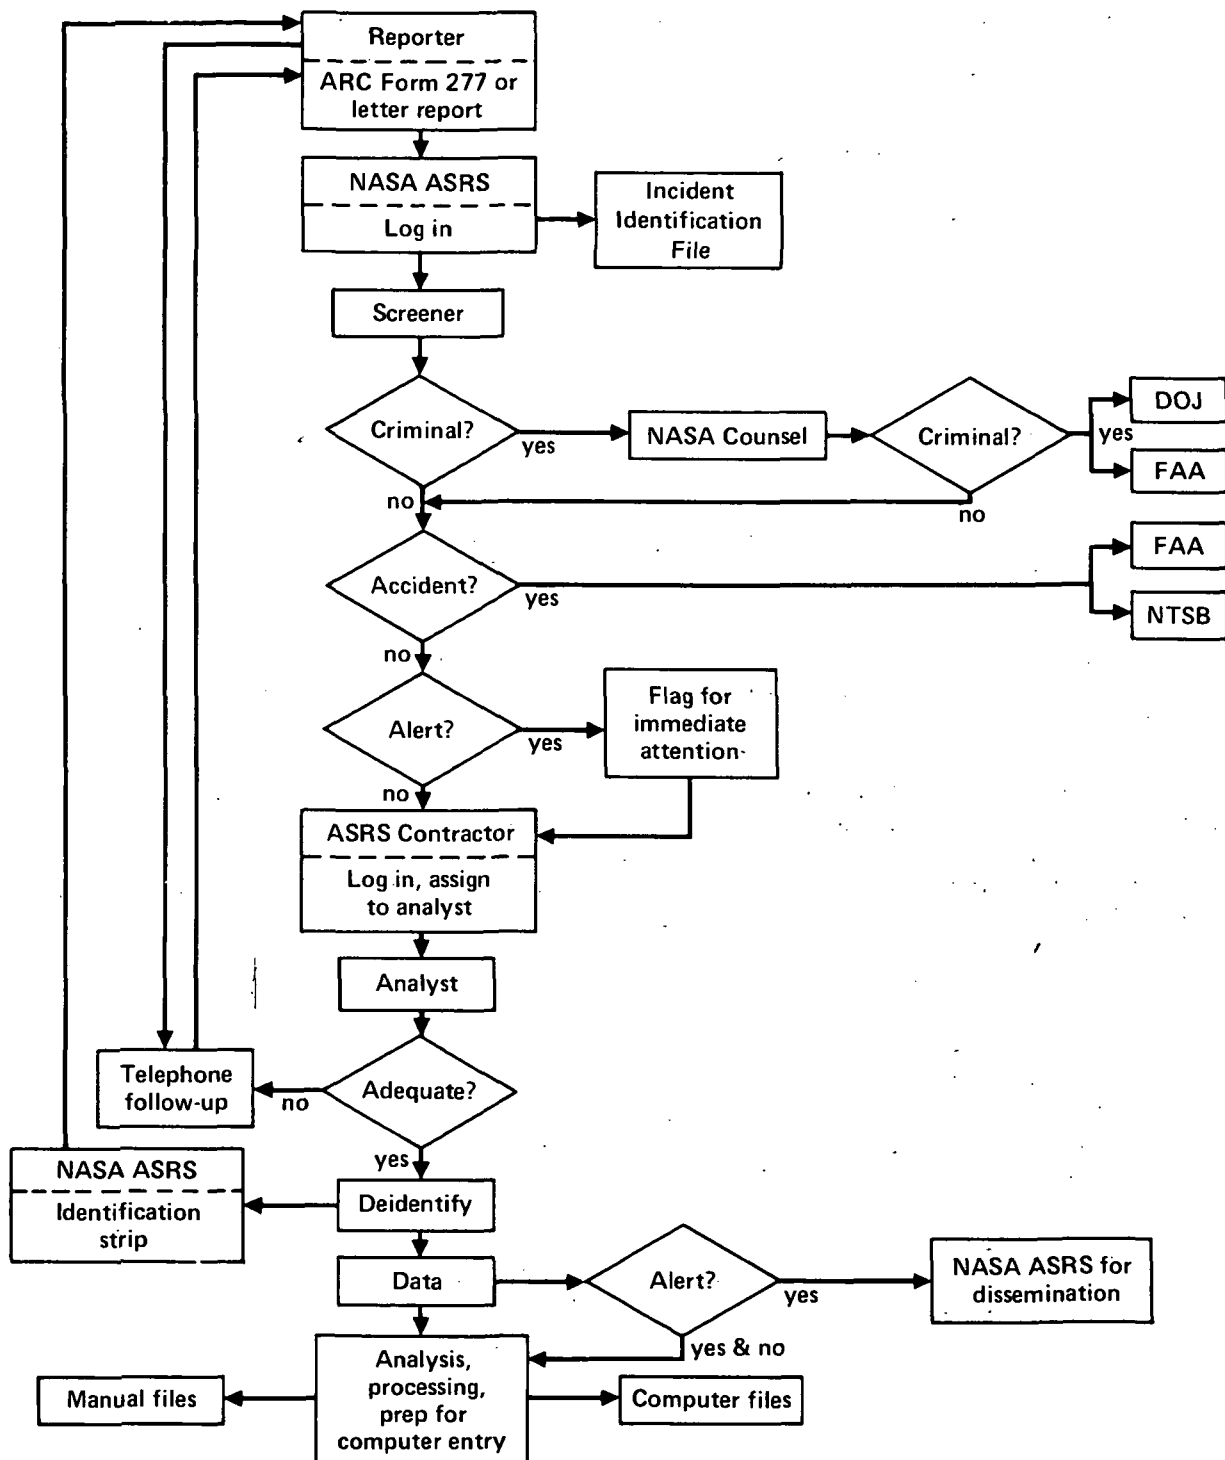 Reporter
ARC Form 277 or
letter report
NASA ASRS
Log in
Incident
Identification
File
Screener
Criminal?
yes
NASA Counsel
Criminal?
yes
DOJ
FAA
no
no
Accident?
yes
FAA
NTSB
no
Alert?
yes
Flag for
immediate
attention
no
ASRS Contractor
Log in, assign
to analyst
Analyst
Adequate?
no
Telephone
follow-up
yes
NASA ASRS
Identification
strip
Deidentify
Data
Alert?
yes
NASA ASRS for
dissemination
yes & no
Analysis,
processing,
prep for
computer entry
Manual files
Computer files